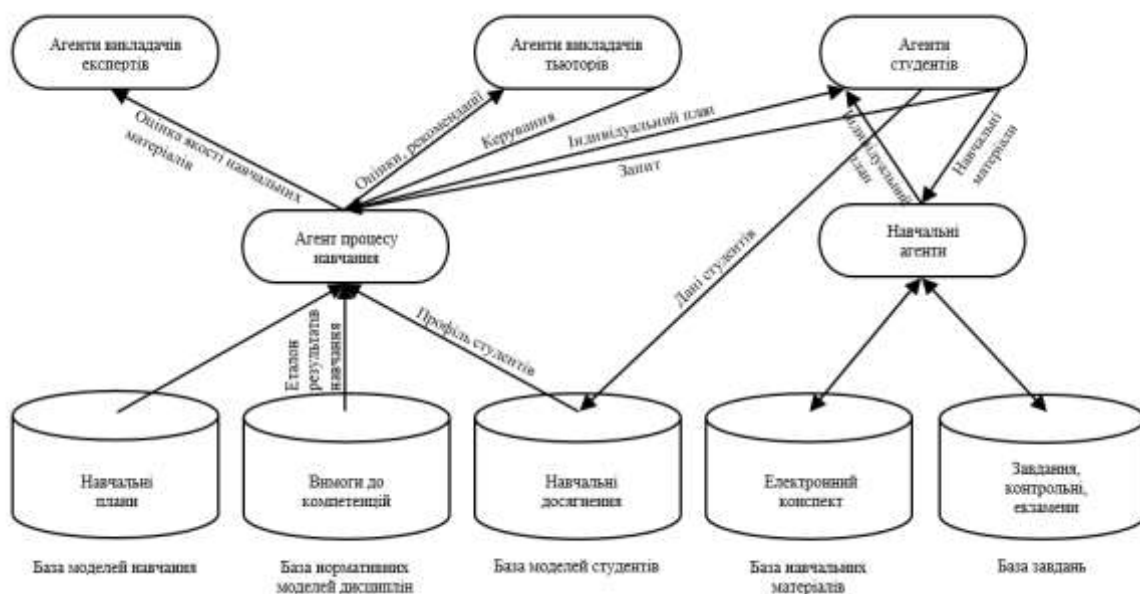 Агенти викладачів
експертів
Агенти викладачів
тьюторів
Агенти
студентів
Оцінка якості навчальних
матеріалів
Оцінки, рекомендації
Керування
Індивідуальний план
Запит
Індивідуальний
план
Навчальні
матеріали
Агент процесу
навчання
Навчальні
агенти
Дані студентів
Еталон
результатів
навчання
Профіль студентів
Навчальні
плани
Вимоги до
компетенцій
Навчальні
досягнення
Електронний
конспект
Завдання,
контрольні,
екзамени
База моделей навчання
База нормативних
моделей дисциплін
База моделей студентів
База навчальних
матеріалів
База завдань